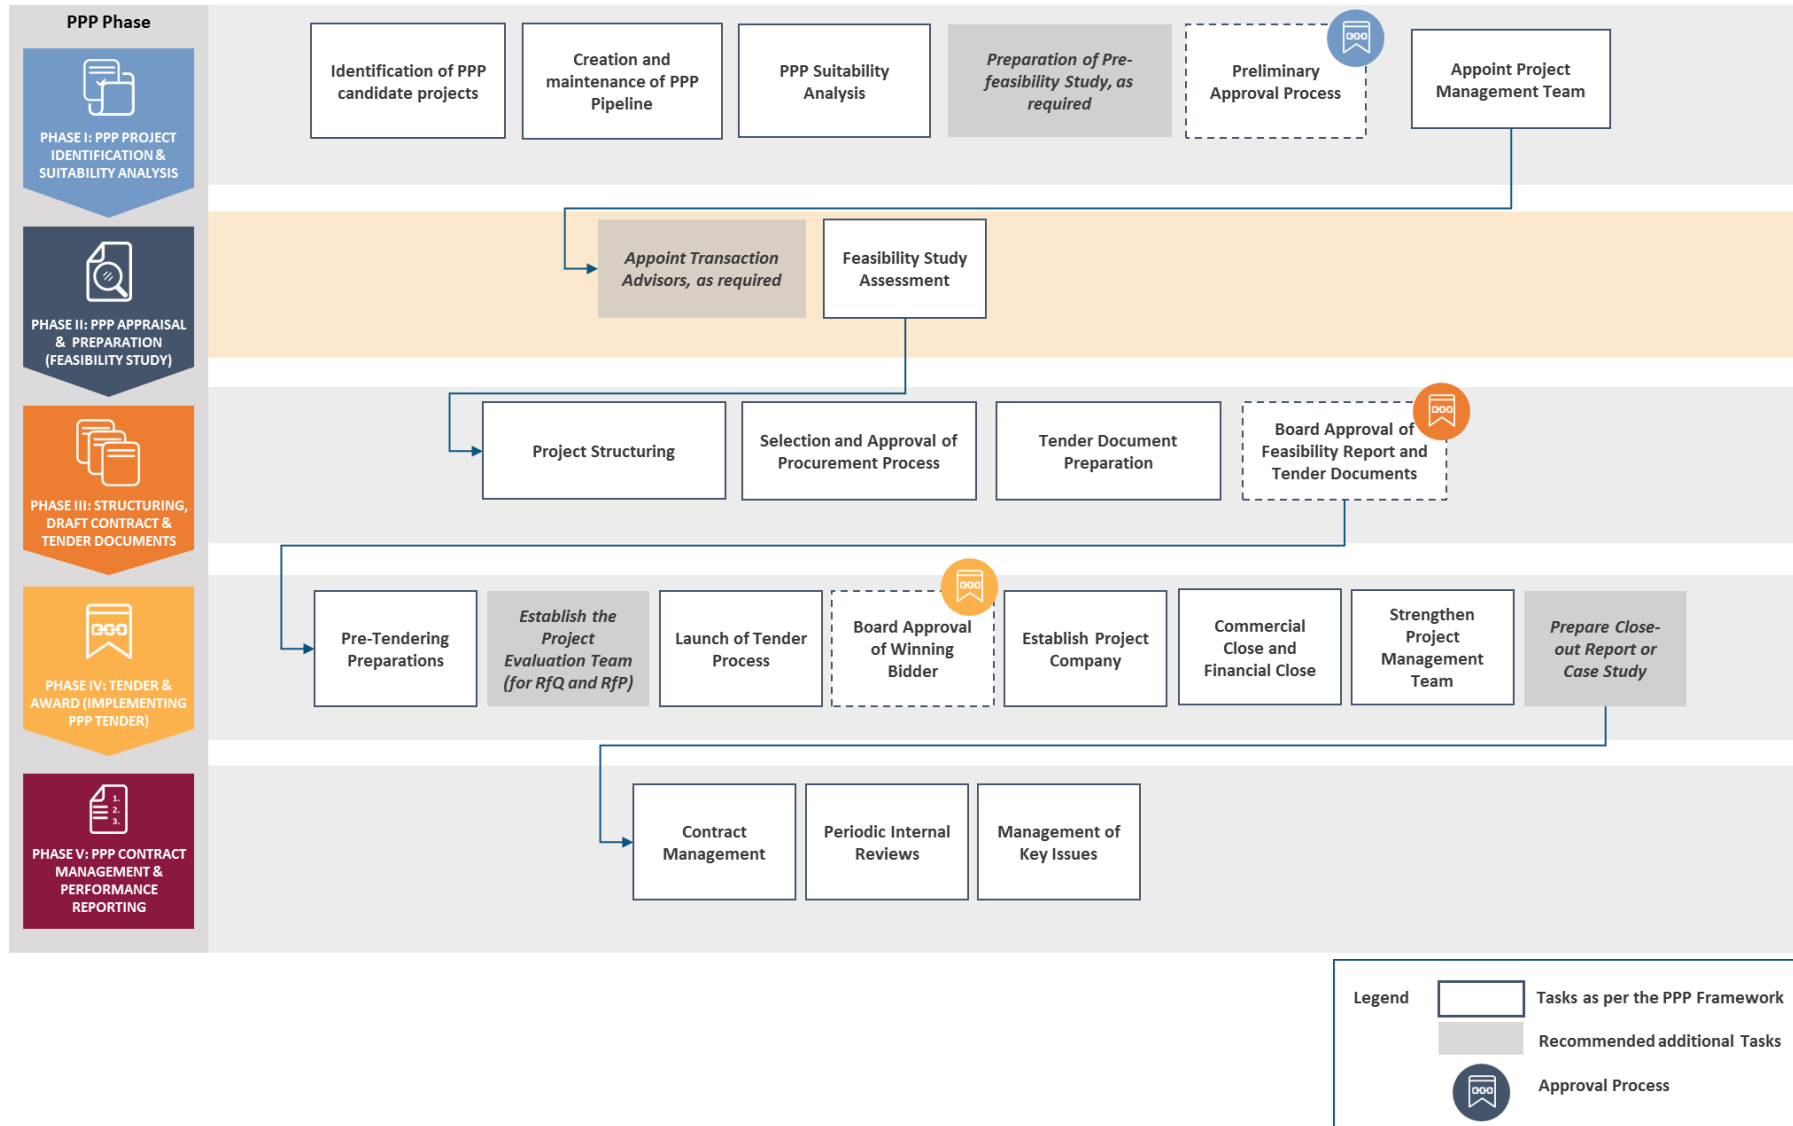 PPP Phase
PHASE I: PPP PROJECT
IDENTIFICATION &
SUITABILITY ANALYSIS
Identification of PPP
candidate projects
Creation and
maintenance of PPP
Pipeline
PPP Suitability
Analysis
Preparation of Pre-
feasibility Study, as
required
Preliminary
Approval Process
Appoint Project
Management Team
PHASE II: PPP APPRAISAL
& PREPARATION
(FEASIBILITY STUDY)
Appoint Transaction
Advisors, as required
Feasibility Study
Assessment
PHASE III: STRUCTURING,
DRAFT CONTRACT &
TENDER DOCUMENTS
Project Structuring
Selection and Approval of
Procurement Process
Tender Document
Preparation
Board Approval of
Feasibility Report and
Tender Documents
PHASE IV: TENDER &
AWARD (IMPLEMENTING
PPP TENDER)
Pre-Tendering
Preparations
Establish the
Project
Evaluation Team
(for RfQ and RfP)
Launch of Tender
Process
Board Approval
of Winning
Bidder
Establish Project
Company
Commercial
Close and
Financial Close
Strengthen
Project
Management
Team
Prepare Close-
out Report or
Case Study
1.
2.
3.
PHASE V: PPP CONTRACT
MANAGEMENT &
PERFORMANCE
REPORTING
Contract
Management
Periodic Internal
Reviews
Management of
Key Issues
Legend
Tasks as per the PPP Framework
Recommended additional Tasks
Approval Process